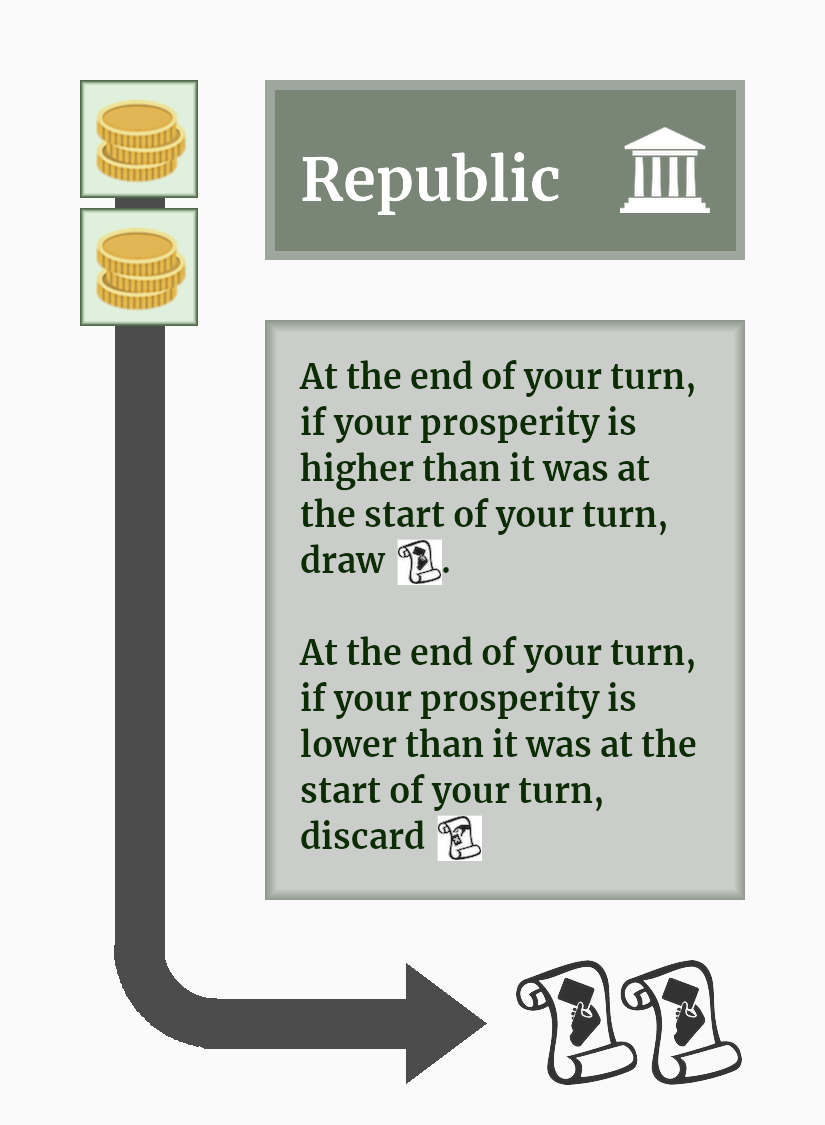 Republic
At the end of your turn,
if your prosperity is
higher than it was at
the start of your turn,
draw .
At the end of your turn,
if your prosperity is
lower than it was at the
start of your turn,
discard